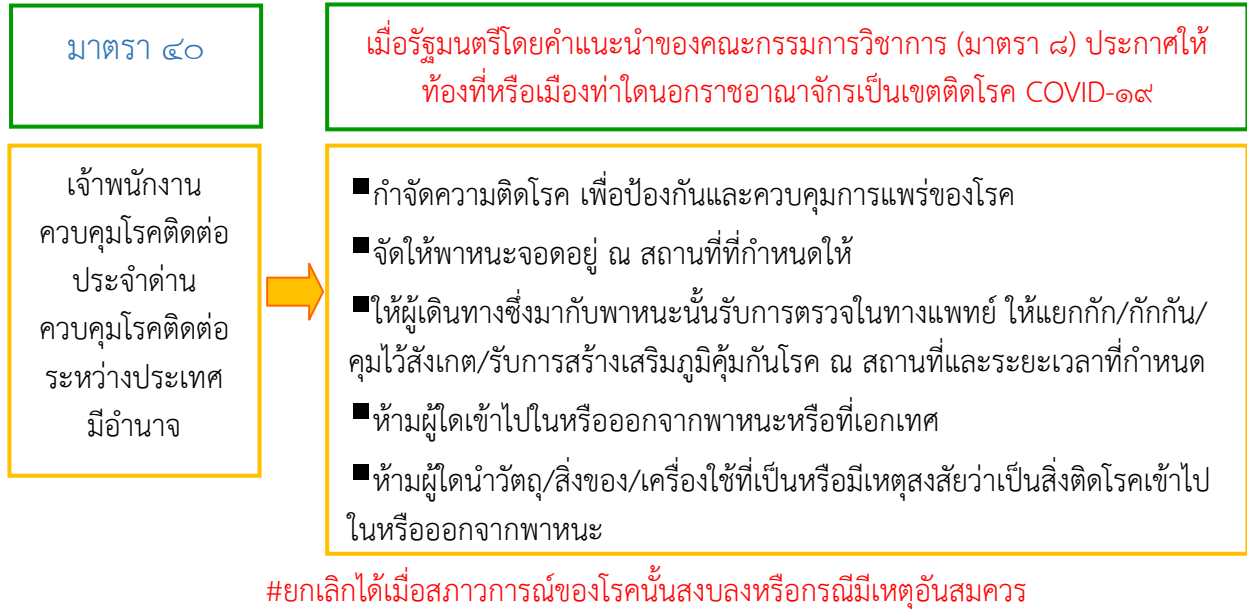 มาตรา ๔๐
เมื่อรัฐมนตรีโดยคำแนะนำของคณะกรรมการวิชาการ (มาตรา ๘) ประกาศให้
ท้องที่หรือเมืองท่าใดนอกราชอาณาจักรเป็นเขตติดโรค COVID-๑๙
เจ้าพนักงาน
ควบคุมโรคติดต่อ
ประจำด่าน
ควบคุมโรคติดต่อ
ระหว่างประเทศ
มีอำนาจ
▪กำจัดความติดโรค เพื่อป้องกันและควบคุมการแพร่ของโรค
▪จัดให้พาหนะจอดอยู่ ณ สถานที่ที่กำหนดให้
▪ให้ผู้เดินทางซึ่งมากับพาหนะนั้นรับการตรวจในทางแพทย์ ให้แยกกัก/กักกัน/
คุมไว้สังเกต/รับการสร้างเสริมภูมิคุ้มกันโรค ณ สถานที่และระยะเวลาที่กำหนด
▪ห้ามผู้ใดเข้าไปในหรือออกจากพาหนะหรือที่เอกเทศ
▪ห้ามผู้ใดนำวัตถุ/สิ่งของ/เครื่องใช้ที่เป็นหรือมีเหตุสงสัยว่าเป็นสิ่งติดโรคเข้าไป
ในหรือออกจากพาหนะ
#ยกเลิกได้เมื่อสภาวการณ์ของโรคนั้นสงบลงหรือกรณีมีเหตุอันสมควร